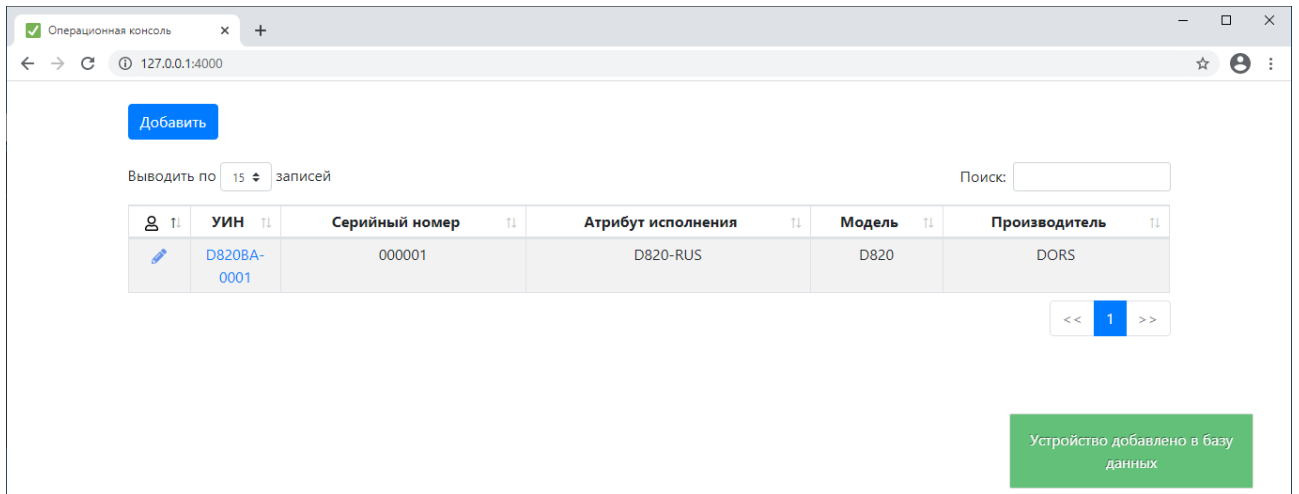 Операционная консоль
127.0.0.1:4000
Добавить
Выводить по 15 записей
Поиск:
УИН Серийный номер Атрибут исполнения Модель Производитель
D820BA-
0001
000001 D820-RUS D820 DORS
<< 1 >>
Устройство добавлено в базу
данных